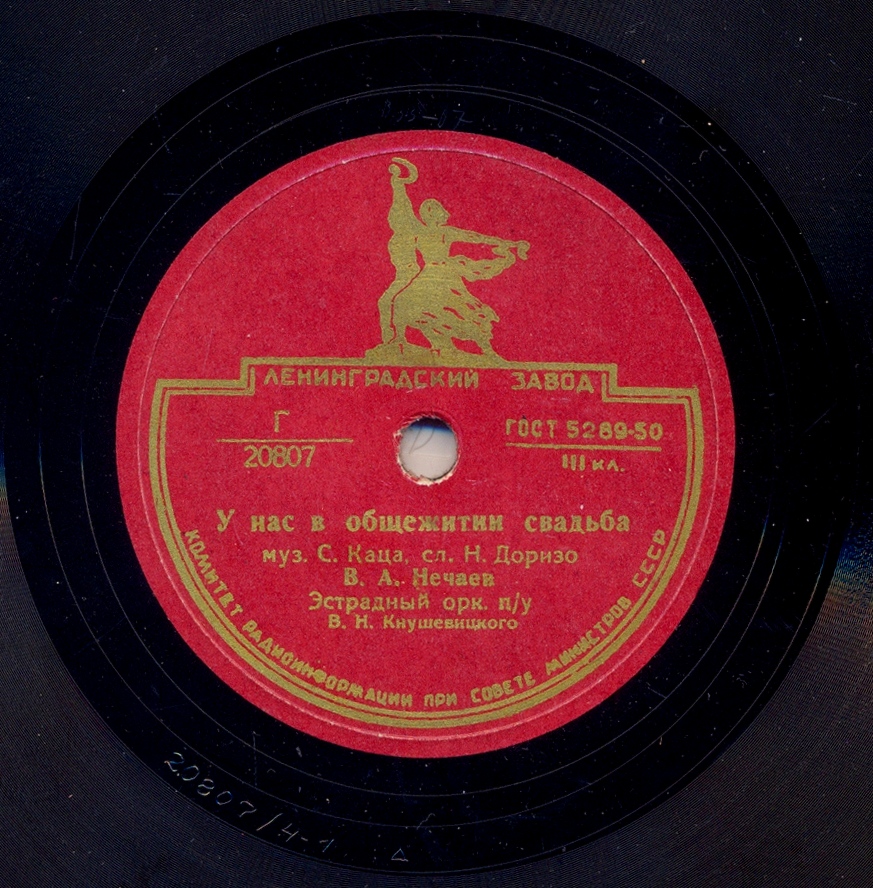 ЛЕНИНГРАДСКИЙ ЗАВОД
Г
20807
ГОСТ 5289-50
III кл.
У нас в общежитии свадьба
муз. С. Каца, сл. Н. Доризо
В. А. Нечаев
Эстрадный орк. п/у
В. Н. Кнушевицкого
КОМИТЕТ РАДИОИНФОРМАЦИИ ПРИ СОВЕТЕ МИНИСТРОВ СССР
20807/4-1